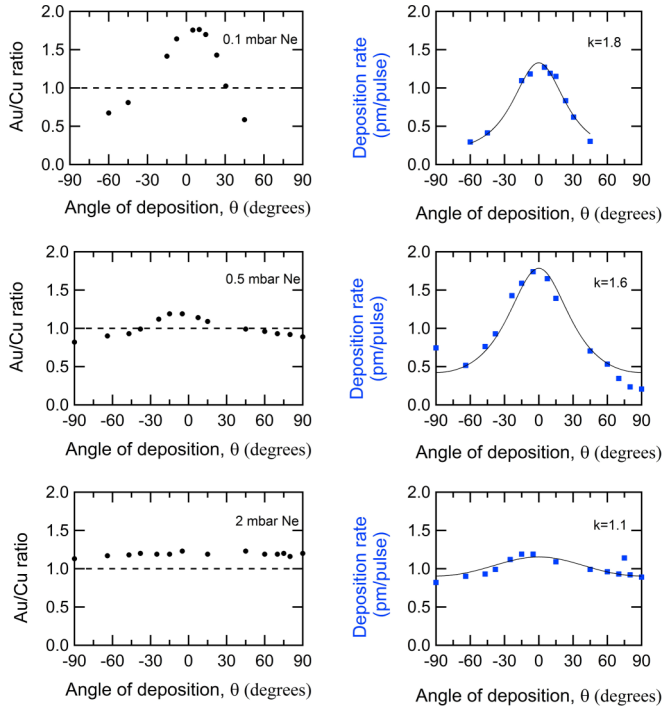 2.0
1.5
1.0
0.5
0.0
Au/Cu ratio
0.1 mbar Ne
-90 -60 -30 0 30 60 90
Angle of deposition, θ (degrees)
2.0
1.5
1.0
0.5
0.0
Deposition rate
(pm/pulse)
k=1.8
-90 -60 -30 0 30 60 90
Angle of deposition, θ (degrees)
2.0
1.5
1.0
0.5
0.0
Au/Cu ratio
0.5 mbar Ne
-90 -60 -30 0 30 60 90
Angle of deposition, θ (degrees)
2.0
1.5
1.0
0.5
0.0
Deposition rate
(pm/pulse)
k=1.6
-90 -60 -30 0 30 60 90
Angle of deposition, θ (degrees)
2.0
1.5
1.0
0.5
0.0
Au/Cu ratio
2 mbar Ne
-90 -60 -30 0 30 60 90
Angle of deposition, θ (degrees)
2.0
1.5
1.0
0.5
0.0
Deposition rate
(pm/pulse)
k=1.1
-90 -60 -30 0 30 60 90
Angle of deposition, θ (degrees)